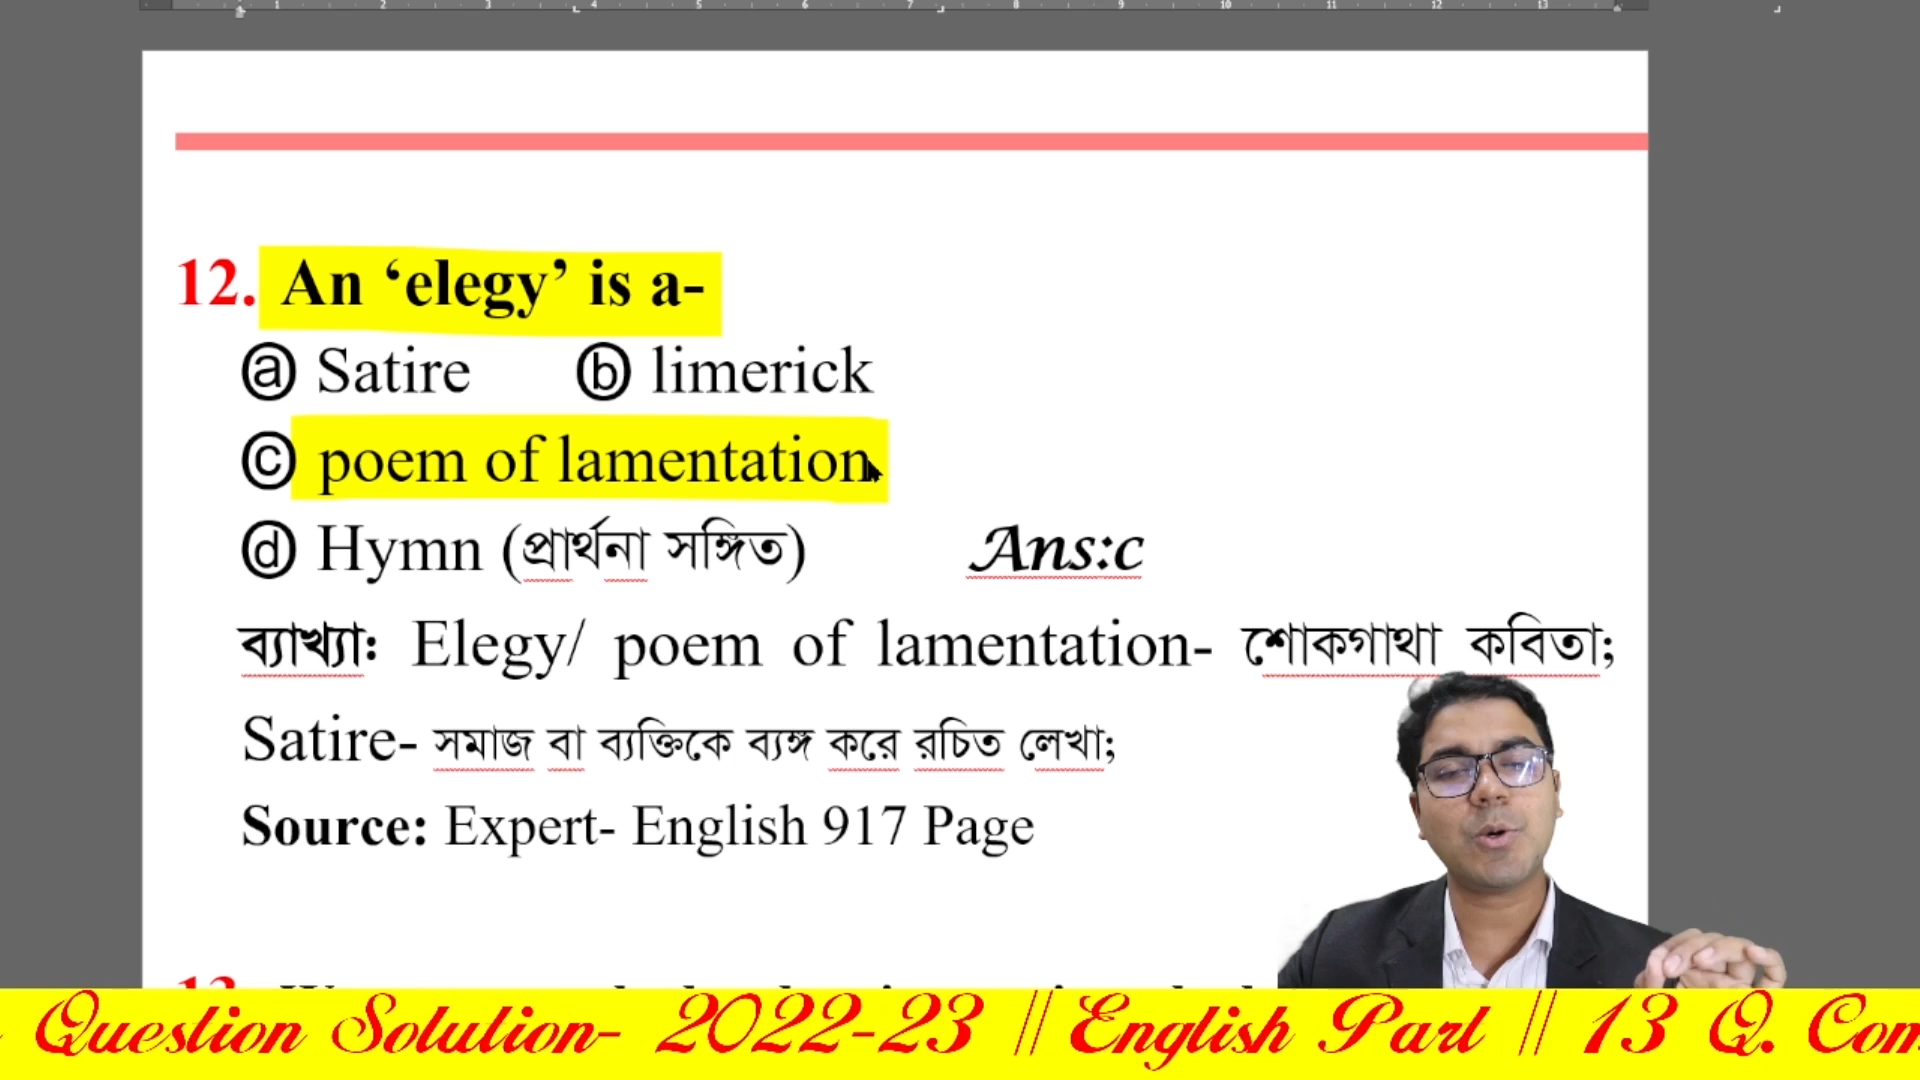 12. An ‘elegy’ is a-
ⓐ Satire ⓑ limerick
ⓒ poem of lamentation
ⓓ Hymn (প্রার্থনা সঙ্গিত) Ans:c
ব্যাখ্যাঃ Elegy/ poem of lamentation- শোকগাথা কবিতা;
Satire- সমাজ বা ব্যক্তিকে ব্যঙ্গ করে রচিত লেখা;
Source: Expert- English 917 Page
Question Solution- 2022-23 || English Part || 13 Q. Com